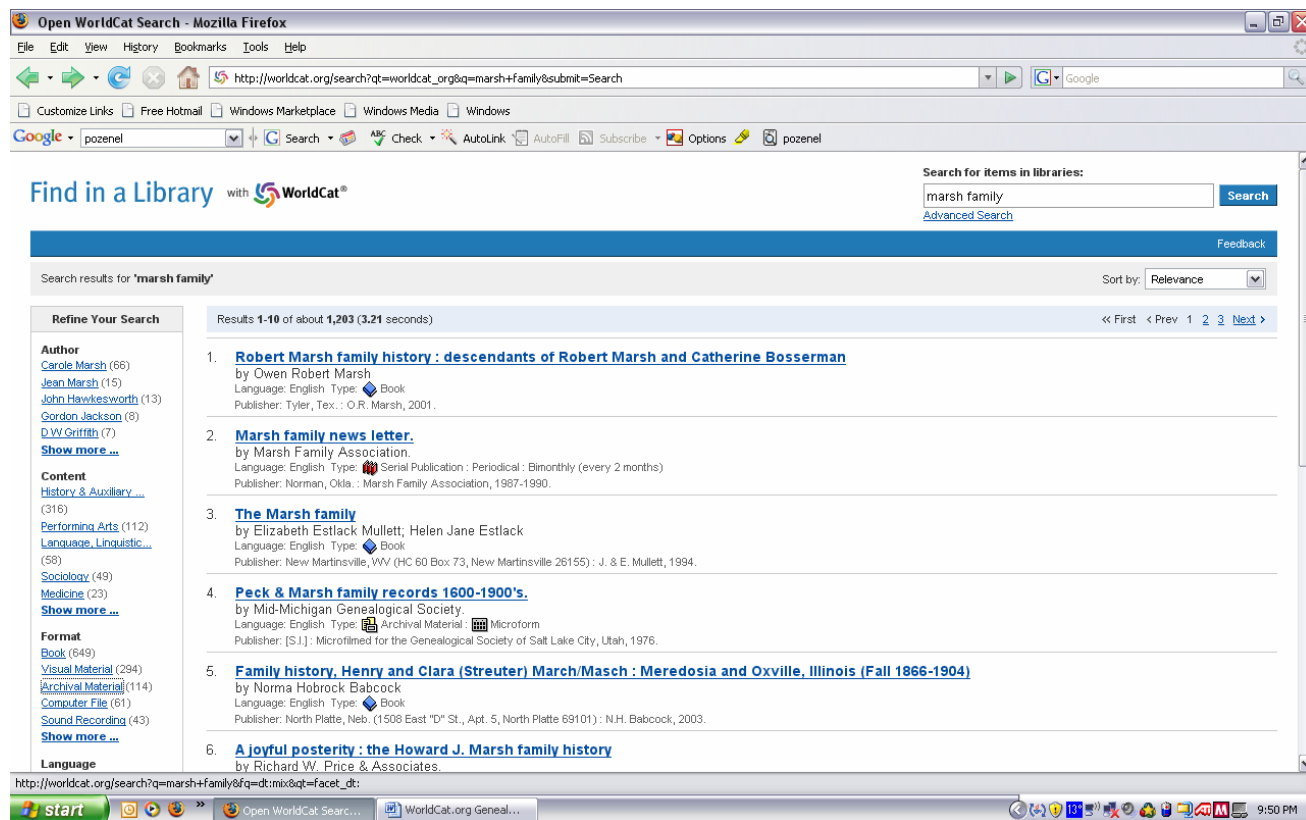 Open WorldCat Search - Mozilla Firefox
File Edit View History Bookmarks Tools Help
http://worldcat.org/search?qt=worldcat_org&q=marsh+family&submit=Search
G Google
Customize Links Free Hotmail Windows Marketplace Windows Media Windows
Google pozenel G Search ABC Check AutoLink AutoFill Subscribe Options pozenel
Search for items in libraries:
Find in a Library with WorldCat®
marsh family Search
Advanced Search
Feedback
Search results for 'marsh family'
Sort by: Relevance
Refine Your Search
Author
Carole Marsh (66)
Jean Marsh (15)
John Hawkesworth (13)
Gordon Jackson (8)
D W Griffith (7)
Show more ...
Content
History & Auxiliary ...
(316)
Performing Arts (112)
Language, Linguistic...
(58)
Sociology (49)
Medicine (23)
Show more ...
Format
Book (649)
Visual Material (294)
Archival Material (114)
Computer File (61)
Sound Recording (43)
Show more ...
Language
Results 1-10 of about 1,203 (3.21 seconds)
« First < Prev 1 2 3 Next >
1. Robert Marsh family history : descendants of Robert Marsh and Catherine Bosserman
by Owen Robert Marsh
Language: English Type: Book
Publisher: Tyler, Tex. : O.R. Marsh, 2001.
2. Marsh family news letter.
by Marsh Family Association.
Language: English Type: Serial Publication : Periodical : Bimonthly (every 2 months)
Publisher: Norman, Okla. : Marsh Family Association, 1987-1990.
3. The Marsh family
by Elizabeth Estlack Mullett; Helen Jane Estlack
Language: English Type: Book
Publisher: New Martinsville, WV (HC 60 Box 73, New Martinsville 26155) : J. & E. Mullett, 1994.
4. Peck & Marsh family records 1600-1900's.
by Mid-Michigan Genealogical Society.
Language: English Type: Archival Material : Microform
Publisher: [S.l.] : Microfilmed for the Genealogical Society of Salt Lake City, Utah, 1976.
5. Family history, Henry and Clara (Streuter) March/Masch : Meredosia and Oxville, Illinois (Fall 1866-1904)
by Norma Hobrock Babcock
Language: English Type: Book
Publisher: North Platte, Neb. (1508 East "D" St., Apt. 5, North Platte 69101) : N.H. Babcock, 2003.
6. A joyful posterity : the Howard J. Marsh family history
by Richard W. Price & Associates.
http://worldcat.org/search?q=marsh+family&fq=dt:mix&qt=facet_dt:
start » Open WorldCat Searc... WorldCat.org Geneal... 13° ATI M 9:50 PM